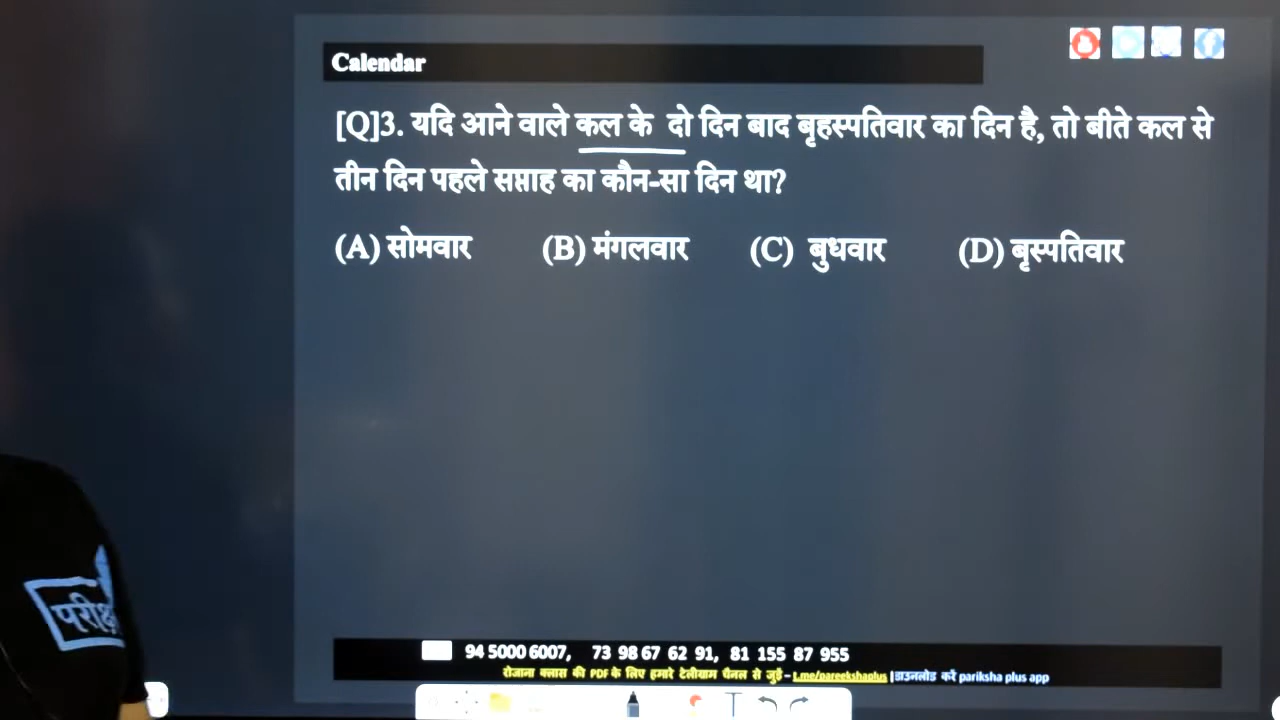 Calendar
[Q]3. यदि आने वाले कल के दो दिन बाद बृहस्पतिवार का दिन है, तो बीते कल से
तीन दिन पहले सप्ताह का कौन-सा दिन था?
(A) सोमवार (B) मंगलवार (C) बुधवार (D) बृस्पतिवार
परीक्ष
94 5000 6007, 73 98 67 62 91, 81 155 87 955
रोजाना क्लास की PDF के लिए हमारे टेलीग्राम चैनल से जुड़ें – t.me/pareekshaplus | डाउनलोड करें pariksha plus app